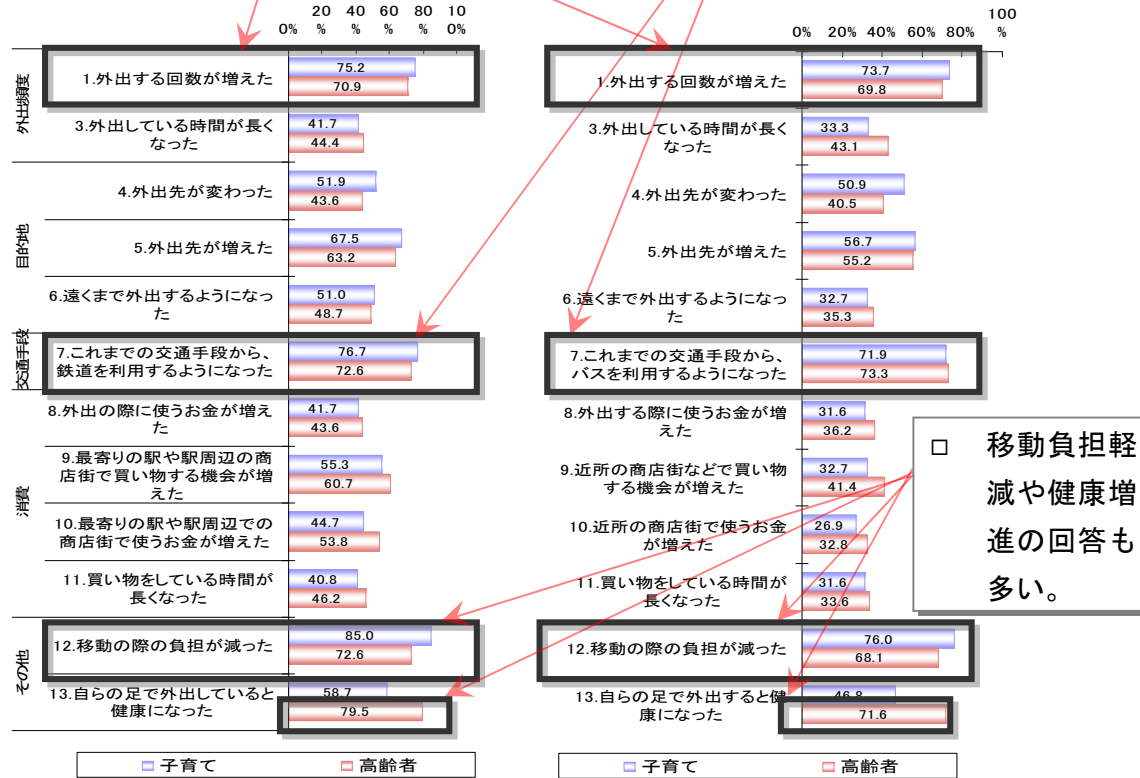 20 40 60 80 10
0% % % % % 0%
外出頻度
1.外出する回数が増えた
75.2
70.9
3.外出している時間が長く
なった
41.7
44.4
目的地
4.外出先が変わった
51.9
43.6
5.外出先が増えた
67.5
63.2
6.遠くまで外出するようになっ
た
51.0
48.7
交通手段
7.これまでの交通手段から、
鉄道を利用するようになった
76.7
72.6
消費
8.外出の際に使うお金が増え
た
41.7
43.6
9.最寄りの駅や駅周辺の商
店街で買い物する機会が増
えた
55.3
60.7
10.最寄りの駅や駅周辺での
商店街で使うお金が増えた
44.7
53.8
11.買い物をしている時間が
長くなった
40.8
46.2
その他
12.移動の際の負担が減った
85.0
72.6
13.自らの足で外出していると
健康になった
58.7
79.5
子育て 高齢者
100
0% 20% 40% 60% 80% %
1.外出する回数が増えた
73.7
69.8
3.外出している時間が長く
なった
33.3
43.1
4.外出先が変わった
50.9
40.5
5.外出先が増えた
56.7
55.2
6.遠くまで外出するようになっ
た
32.7
35.3
7.これまでの交通手段から、
バスを利用するようになった
71.9
73.3
8.外出する際に使うお金が増
えた
31.6
36.2
9.近所の商店街などで買い物
する機会が増えた
32.7
41.4
10.近所の商店街で使うお金
が増えた
26.9
32.8
11.買い物をしている時間が
長くなった
31.6
33.6
12.移動の際の負担が減った
76.0
68.1
13.自らの足で外出すると健
康になった
46.8
71.6
子育て 高齢者
□ 移動負担軽
減や健康増
進の回答も
多い。